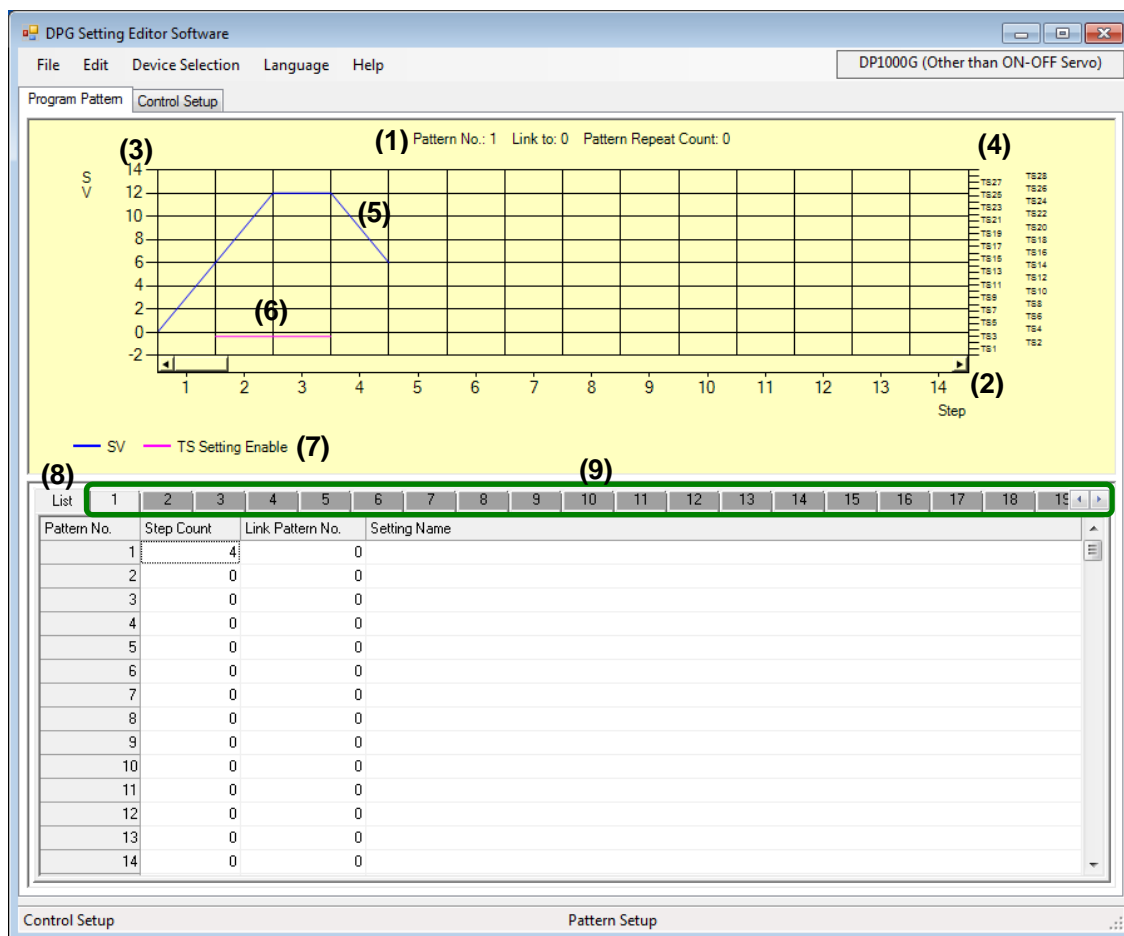 DPG Setting Editor Software
File Edit Device Selection Language Help
DP1000G (Other than ON-OFF Servo)
Program Pattern Control Setup
(1) Pattern No.: 1 Link to: 0 Pattern Repeat Count: 0
(3)
(4)
S
V
14
12
10
8
6
4
2
0
-2
(5)
(6)
TS27
TS25
TS23
TS21
TS19
TS17
TS15
TS13
TS11
TS9
TS7
TS5
TS3
TS1
TS28
TS26
TS24
TS22
TS20
TS18
TS16
TS14
TS12
TS10
TS8
TS6
TS4
TS2
1 2 3 4 5 6 7 8 9 10 11 12 13 14 (2)
Step
SV TS Setting Enable (7)
(8)
(9)
List 1 2 3 4 5 6 7 8 9 10 11 12 13 14 15 16 17 18 19
Pattern No. Step Count Link Pattern No. Setting Name
1 4 0
2 0 0
3 0 0
4 0 0
5 0 0
6 0 0
7 0 0
8 0 0
9 0 0
10 0 0
11 0 0
12 0 0
13 0 0
14 0 0
Control Setup Pattern Setup